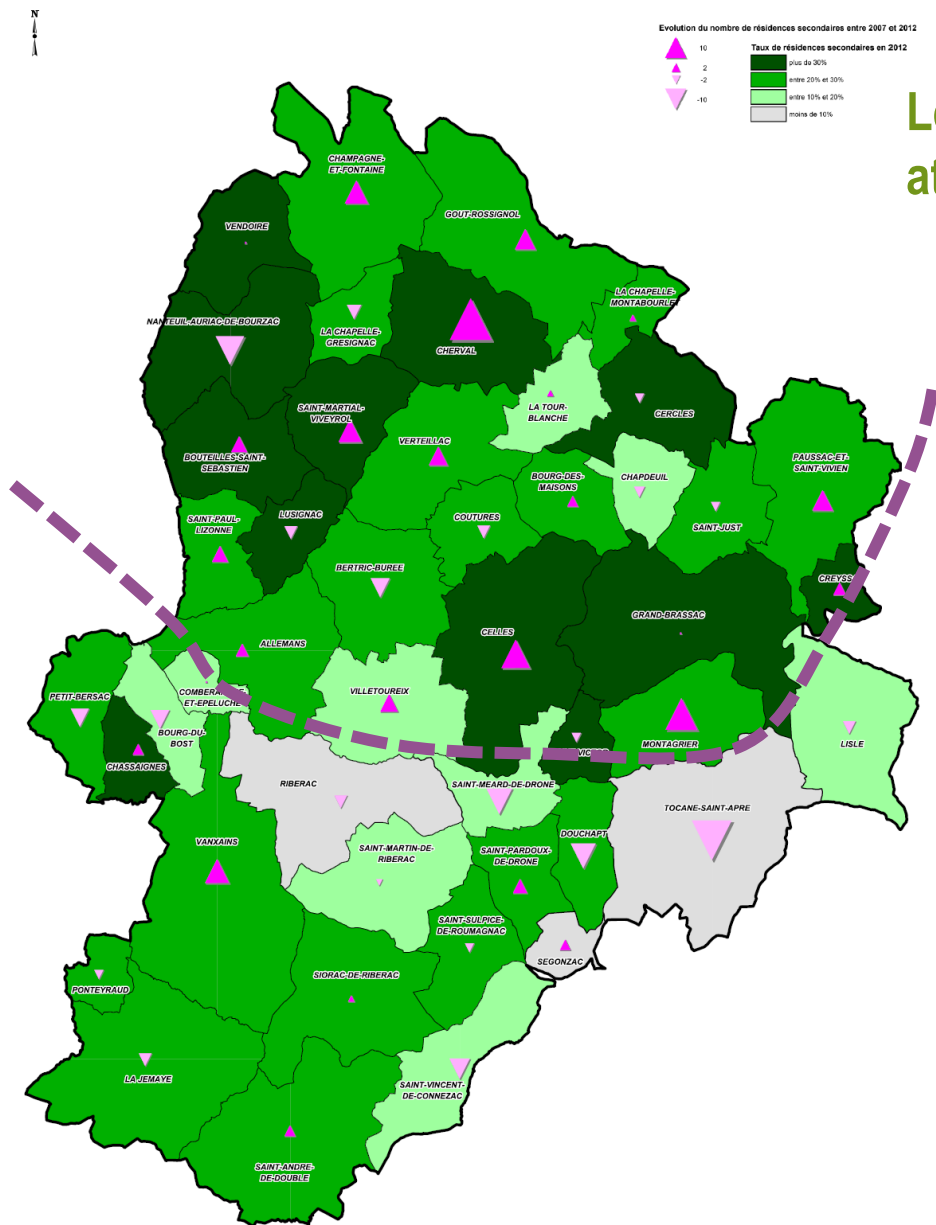 N
Evolution du nombre de résidences secondaires entre 2007 et 2012
10
2
-2
-10
Taux de résidences secondaires en 2012
plus de 30%
entre 20% et 30%
entre 10% et 20%
moins de 10%
CHAMPAGNE-
ET-FONTAINE
GOUT-ROSSIGNOL
VENDOIRE
LA CHAPELLE-
MONTABOURLET
NANTEUIL-AURIAC-DE-BOURZAC
LA CHAPELLE-
GRESIGNAC
CHERVAL
SAINT-MARTIAL-
VIVEYROL
LA TOUR-
BLANCHE
CERCLES
VERTEILLAC
BOUTEILLES-SAINT-
SEBASTIEN
PAUSSAC-ET-
SAINT-VIVIEN
BOURG-DES-
MAISONS
CHAPDEUIL
LUSIGNAC
SAINT-PAUL-
LIZONNE
COUTURES
SAINT-JUST
BERTRIC-BUREE
CREYSS
GRAND-BRASSAC
CELLES
ALLEMANS
PETIT-BERSAC
VILLETOUREIX
ET-EPELUCHE
BOURG-DU-
BOST
MONTAGRIER
LISLE
CHASSAIGNES
RIBERAC
SAINT-MEARD-DE-DRONE
TOCANE-SAINT-APRE
VANXAINS
SAINT-MARTIN-DE-
RIBERAC
SAINT-PARDOUX-
DE-DRONE
DOUCHAPT
SAINT-SULPICE-
DE-ROUMAGNAC
SEGONZAC
SIORAC-DE-RIBERAC
PONTEYRAUD
LA JEMAYE
SAINT-VINCENT-
DE-CONNEZAC
SAINT-ANDRE-
DE-DOUBLE